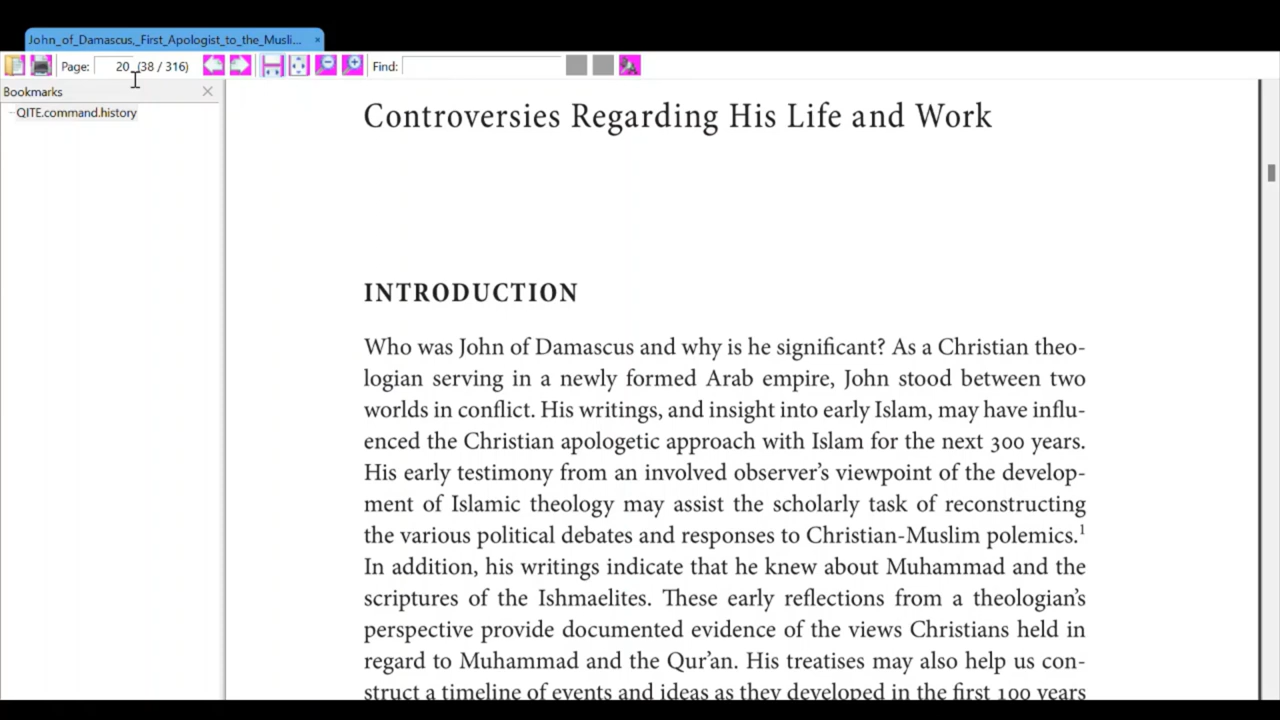 John_of_Damascus,_First_Apologist_to_the_Musli... ×
Page: 20 (38 / 316) Find:
Bookmarks
QITE.command.history
Controversies Regarding His Life and Work
INTRODUCTION
Who was John of Damascus and why is he significant? As a Christian theo-
logian serving in a newly formed Arab empire, John stood between two
worlds in conflict. His writings, and insight into early Islam, may have influ-
enced the Christian apologetic approach with Islam for the next 300 years.
His early testimony from an involved observer’s viewpoint of the develop-
ment of Islamic theology may assist the scholarly task of reconstructing
the various political debates and responses to Christian-Muslim polemics.¹
In addition, his writings indicate that he knew about Muhammad and the
scriptures of the Ishmaelites. These early reflections from a theologian’s
perspective provide documented evidence of the views Christians held in
regard to Muhammad and the Qur’an. His treatises may also help us con-
struct a timeline of events and ideas as they developed in the first 100 years